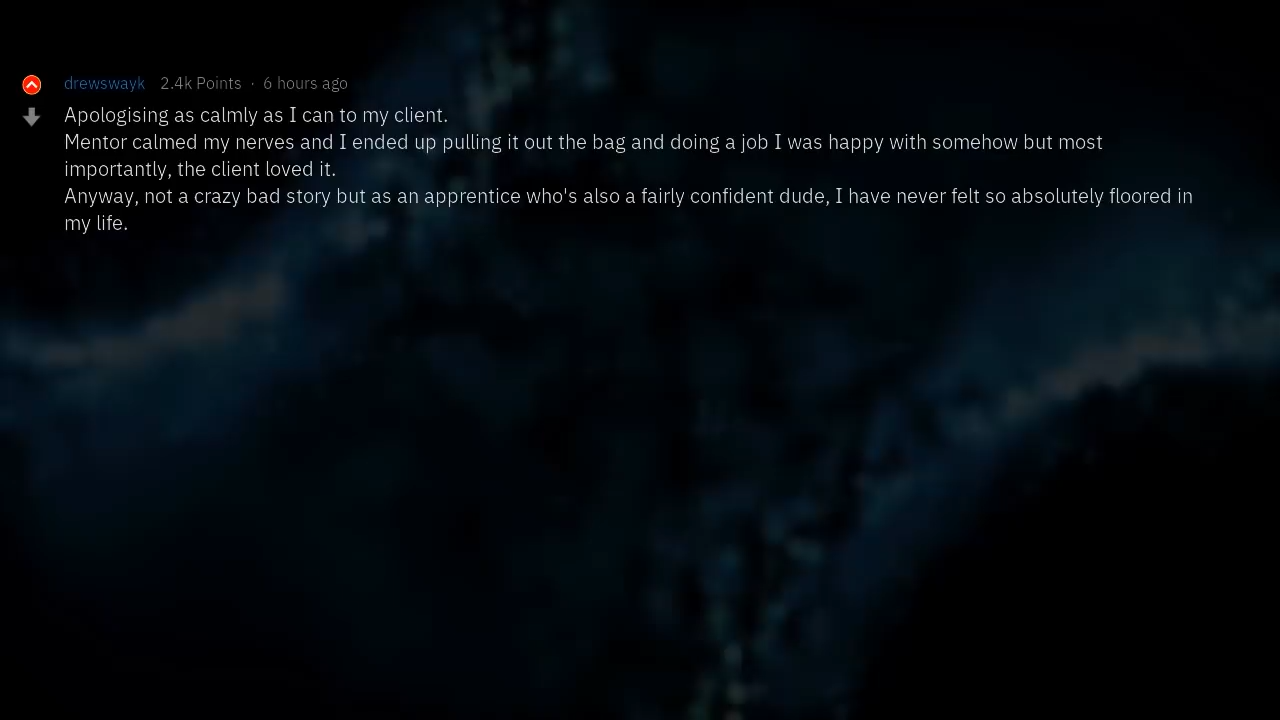 drewswayk 2.4k Points · 6 hours ago
Apologising as calmly as I can to my client.
Mentor calmed my nerves and I ended up pulling it out the bag and doing a job I was happy with somehow but most
importantly, the client loved it.
Anyway, not a crazy bad story but as an apprentice who's also a fairly confident dude, I have never felt so absolutely floored in
my life.